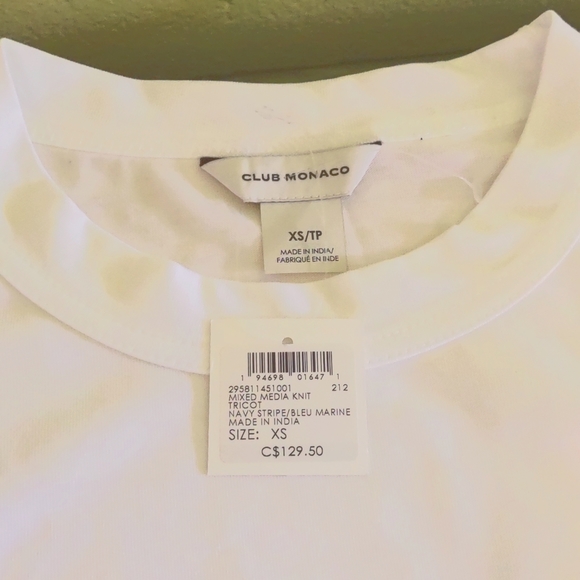 CLUB MONACO
XS/TP
MADE IN INDIA/
FABRIQUÉ EN INDE
1 94698 01647 1
295811451001 212
MIXED MEDIA KNIT
TRICOT
NAVY STRIPE/BLEU MARINE
MADE IN INDIA
SIZE: XS
C$129.50